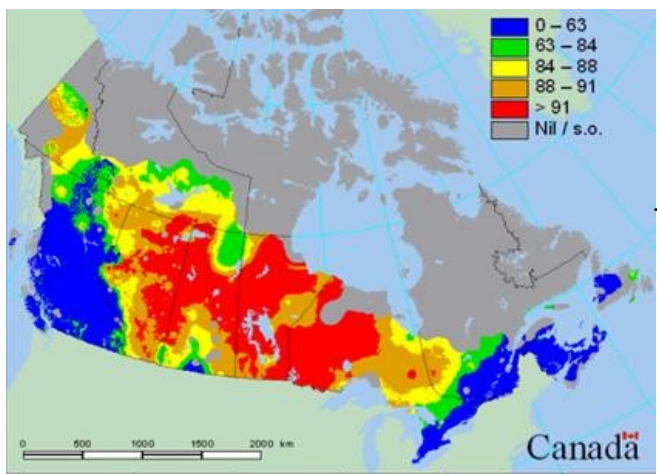 0 – 63
63 – 84
84 – 88
88 – 91
> 91
Nil / s.o.
0 500 1000 1500 2000 km
Canada